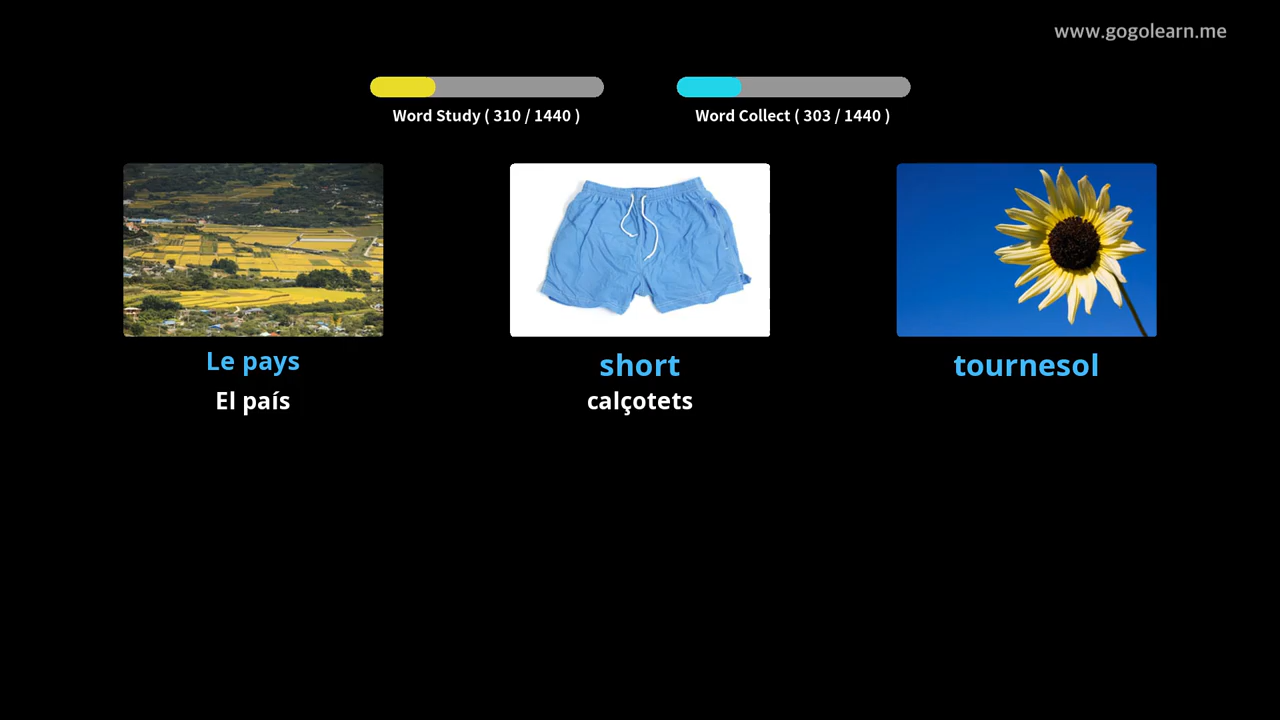 www.gogolearn.me
Word Study ( 310 / 1440 )
Word Collect ( 303 / 1440 )
Le pays
El país
short
calçotets
tournesol